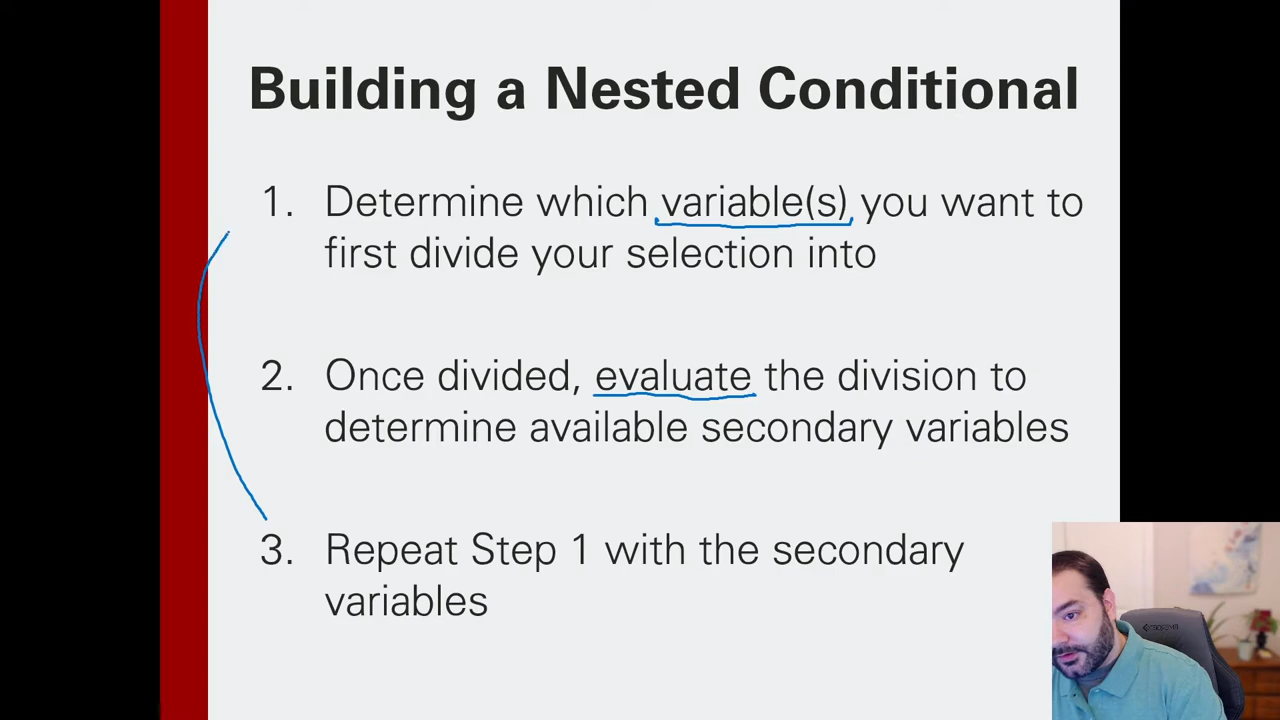 Building a Nested Conditional
1. Determine which variable(s) you want to
first divide your selection into
2. Once divided, evaluate the division to
determine available secondary variables
3. Repeat Step 1 with the secondary
variables